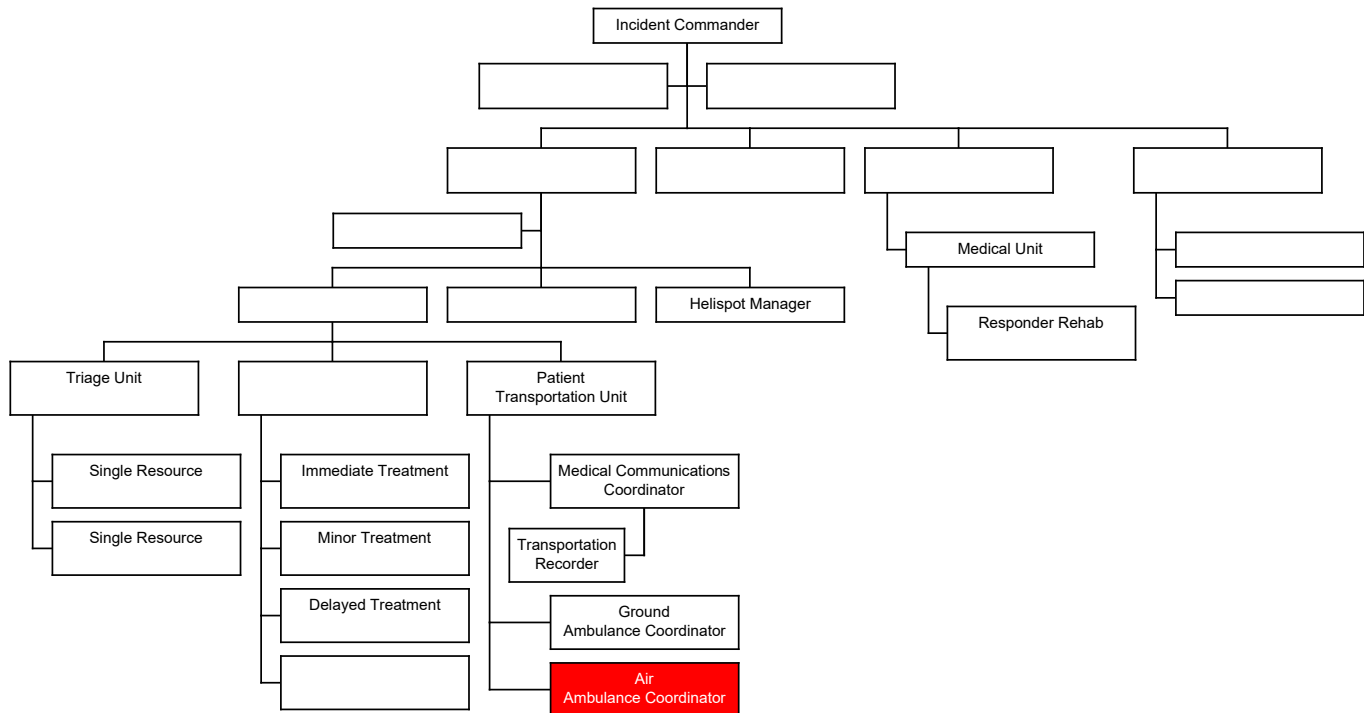 Incident Commander
Medical Unit
Helispot Manager
Responder Rehab
Triage Unit
Patient
Transportation Unit
Single Resource
Immediate Treatment
Medical Communications
Coordinator
Single Resource
Minor Treatment
Transportation
Recorder
Delayed Treatment
Ground
Ambulance Coordinator
Air
Ambulance Coordinator